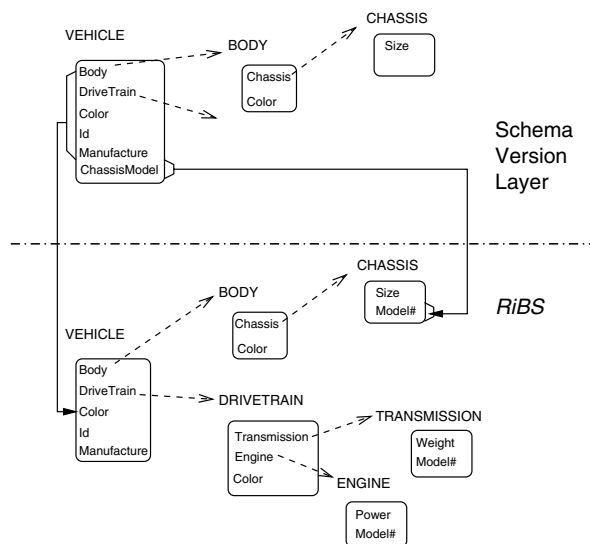 CHASSIS
VEHICLE
BODY
Size
Body
Chassis
DriveTrain
Color
Color
Id
Manufacture
ChassisModel
Schema
Version
Layer
CHASSIS
BODY
RiBS
Size
Model#
VEHICLE
Chassis
Color
Body
DriveTrain
DRIVETRAIN
Color
TRANSMISSION
Id
Transmission
Weight
Manufacture
Engine
Model#
Color
ENGINE
Power
Model#